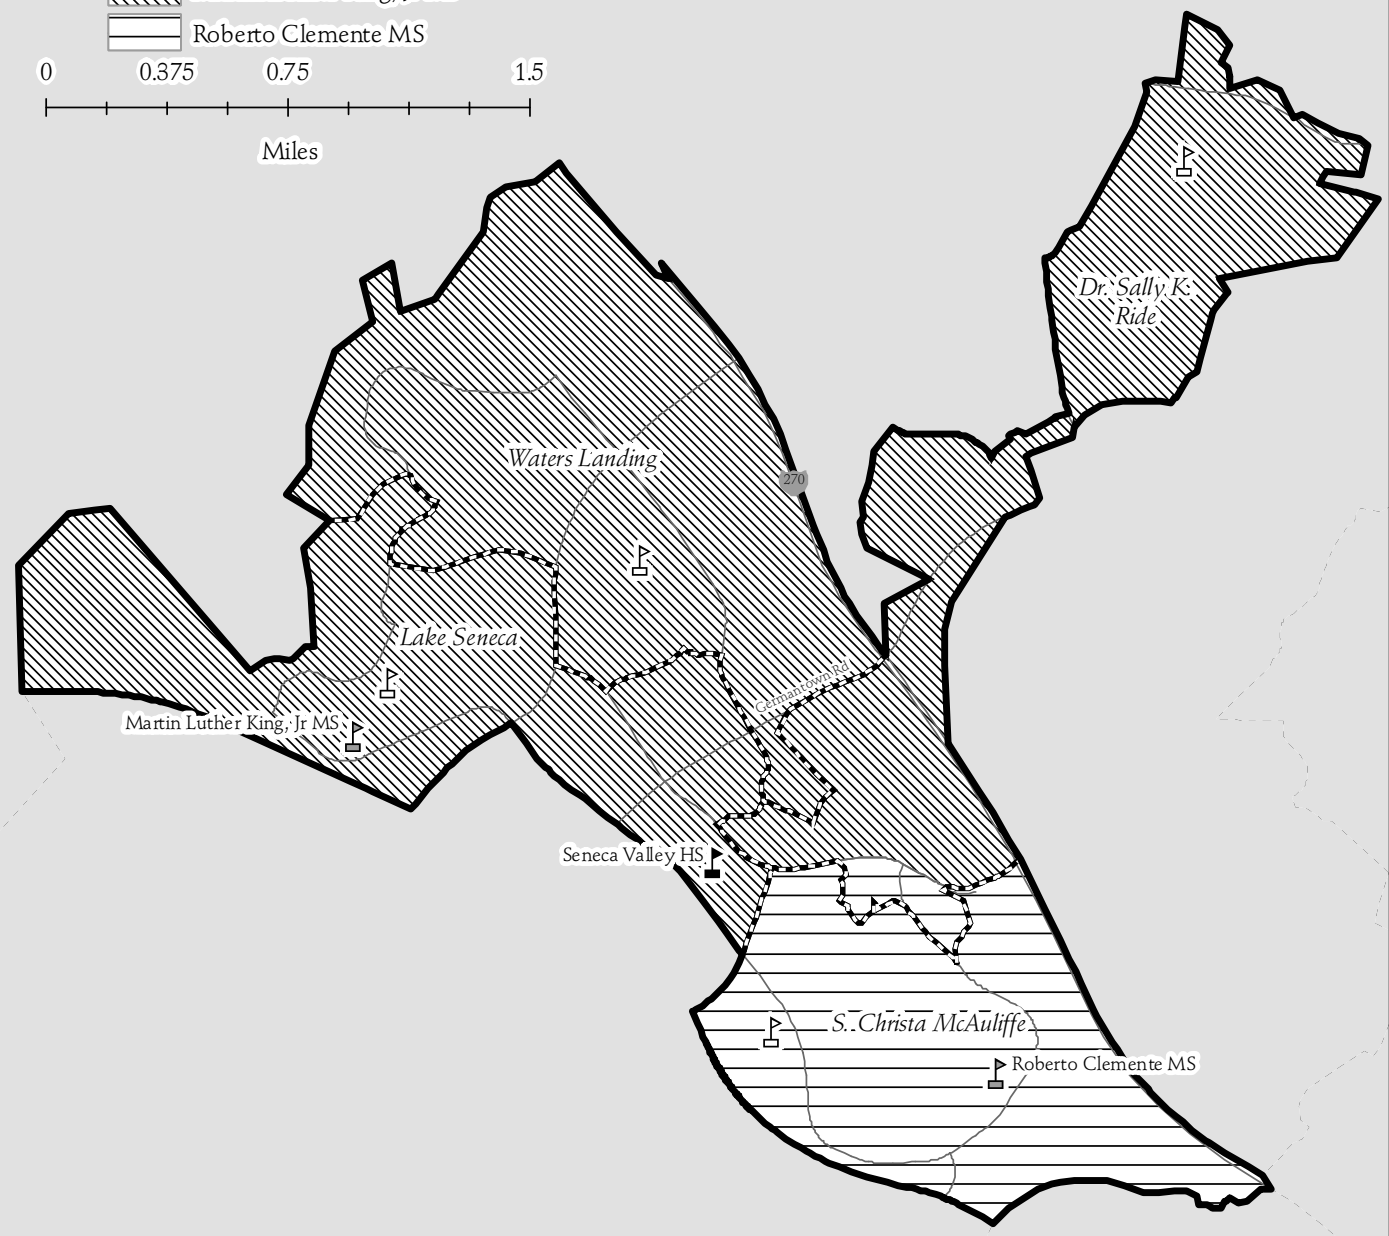 Roberto Clemente MS
0 0.375 0.75 1.5
Miles
Dr. Sally K.
Ride
Waters Landing
270
Lake Seneca
Germantown Rd
Martin Luther King, Jr MS
Seneca Valley HS
S. Christa McAuliffe
Roberto Clemente MS